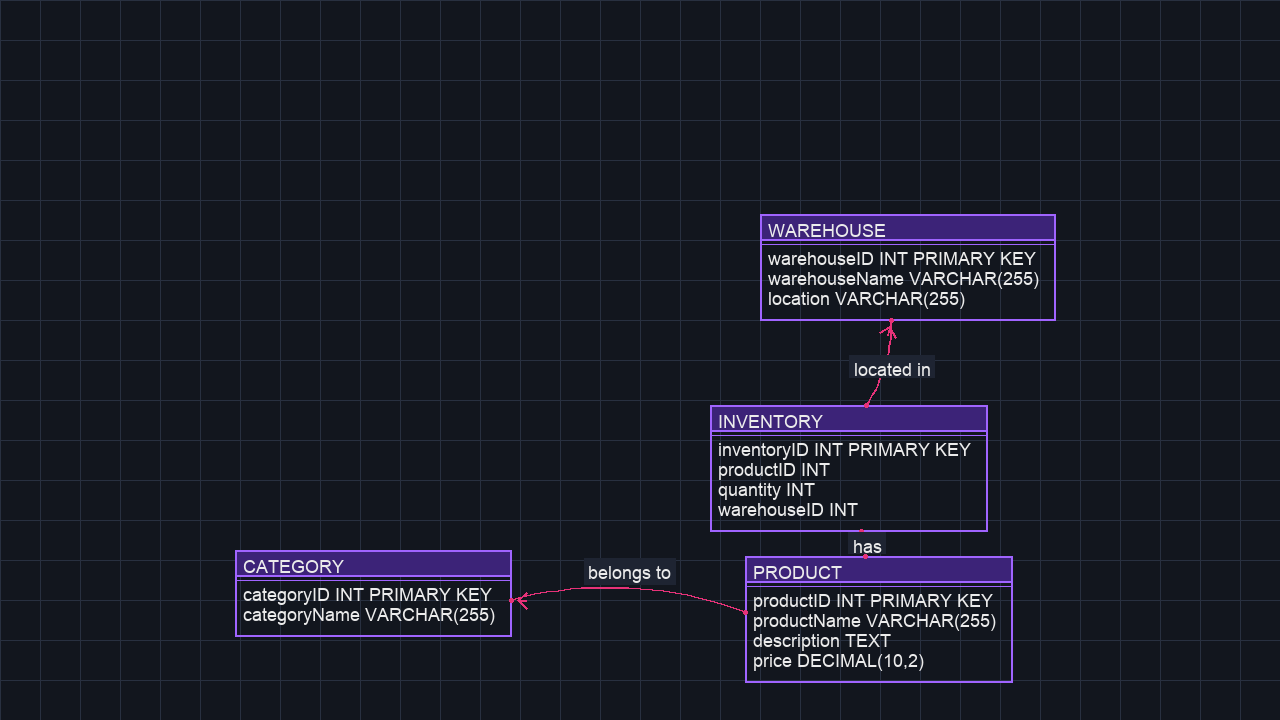 WAREHOUSE
warehouseID INT PRIMARY KEY
warehouseName VARCHAR(255)
location VARCHAR(255)
located in
INVENTORY
inventoryID INT PRIMARY KEY
productID INT
quantity INT
warehouseID INT
has
CATEGORY
categoryID INT PRIMARY KEY
categoryName VARCHAR(255)
belongs to
PRODUCT
productID INT PRIMARY KEY
productName VARCHAR(255)
description TEXT
price DECIMAL(10,2)